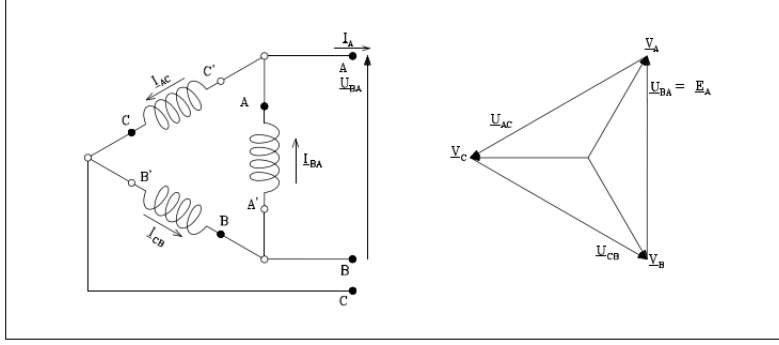 I_A
I_AC
C'
A
U_BA
C
A
I_BA
B'
A'
B
I_CB
B
C
V_A
U_BA = E_A
U_AC
V_C
U_CB
V_B